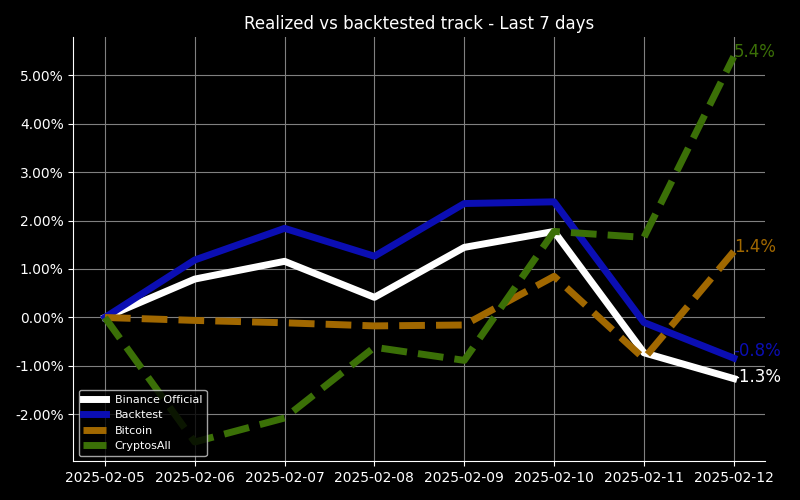 Realized vs backtested track - Last 7 days
5.4%
5.00%
4.00%
3.00%
2.00%
1.4%
1.00%
0.00%
-0.8%
-1.00%
-1.3%
-2.00%
Binance Official
Backtest
Bitcoin
CryptosAll
2025-02-05 2025-02-06 2025-02-07 2025-02-08 2025-02-09 2025-02-10 2025-02-11 2025-02-12